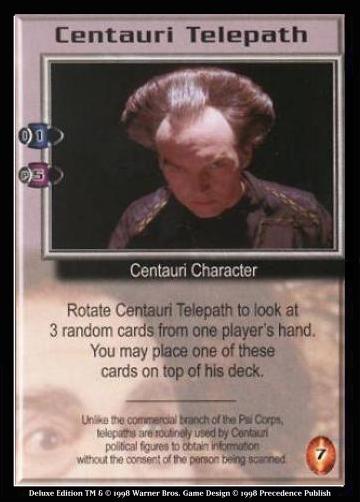 Centauri Telepath
D 1
P 5
Centauri Character
Rotate Centauri Telepath to look at
3 random cards from one player's hand.
You may place one of these
cards on top of his deck.
Unlike the commercial branch of the Psi Corps,
telepaths are routinely used by Centauri
political figures to obtain information
without the consent of the person being scanned.
7
Deluxe Edition TM & © 1998 Warner Bros. Game Design © 1998 Precedence Publish